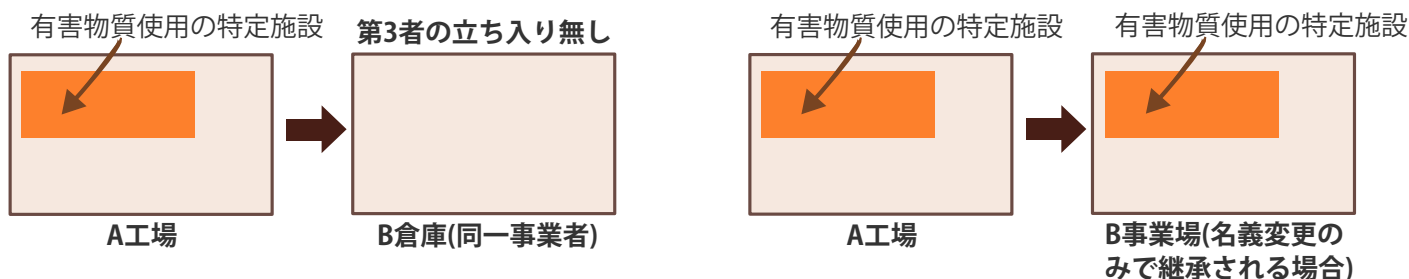 有害物質使用の特定施設
第3者の立ち入り無し
A工場
B倉庫(同一事業者)
有害物質使用の特定施設
有害物質使用の特定施設
A工場
B事業場(名義変更の
みで継承される場合)